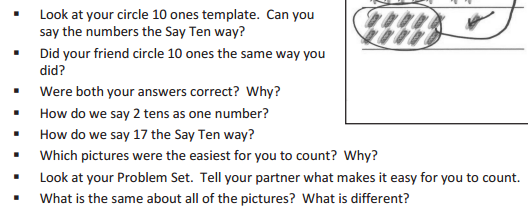 ▪ Look at your circle 10 ones template.  Can you
say the numbers the Say Ten way?
▪ Did your friend circle 10 ones the same way you
did?
▪ Were both your answers correct?  Why?
▪ How do we say 2 tens as one number?
▪ How do we say 17 the Say Ten way?
▪ Which pictures were the easiest for you to count?  Why?
▪ Look at your Problem Set.  Tell your partner what makes it easy for you to count.
▪ What is the same about all of the pictures?  What is different?